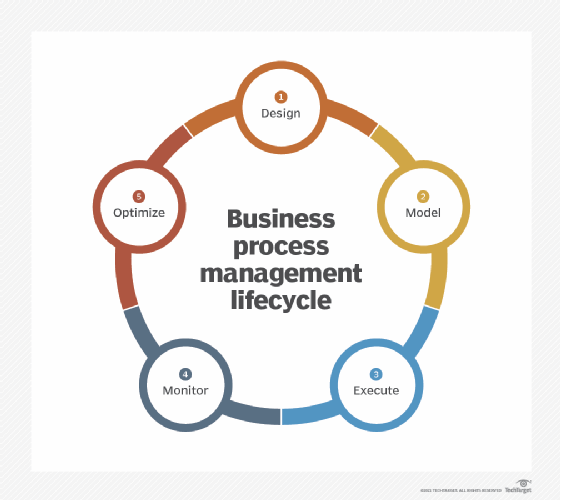 1
Design
2
Model
3
Execute
4
Monitor
5
Optimize
Business
process
management
lifecycle
TechTarget